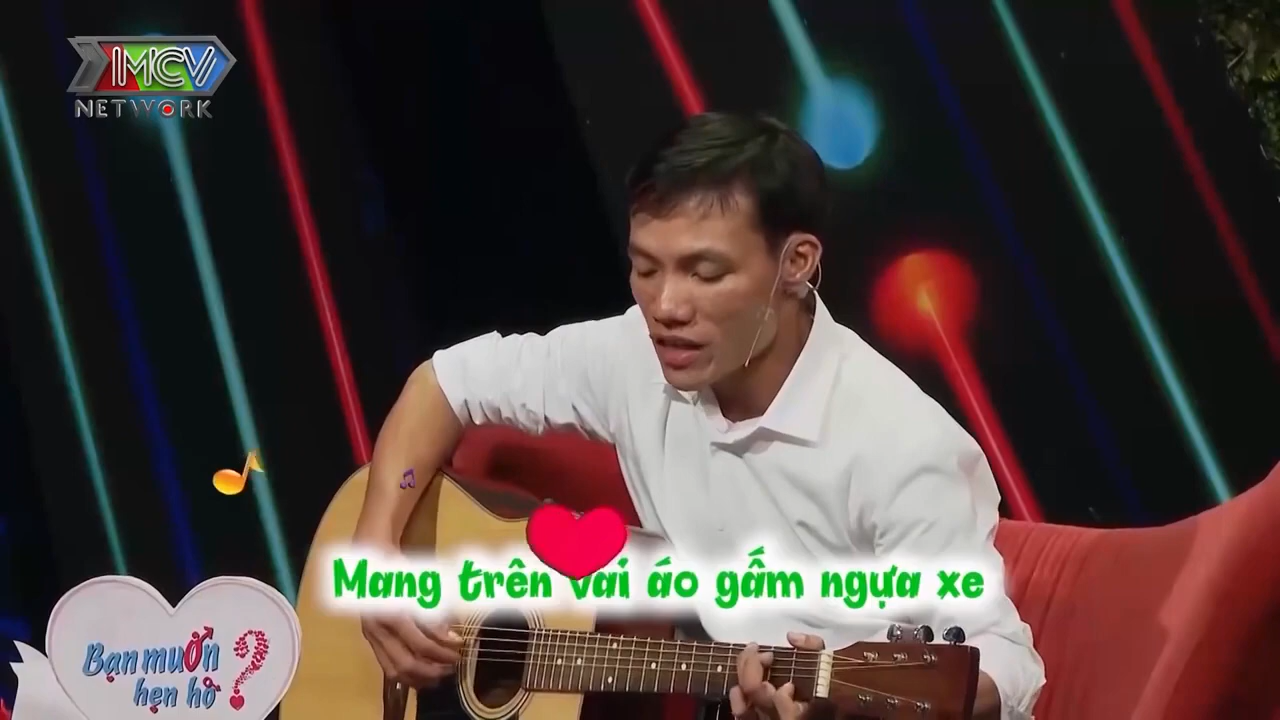 MCV
NETWORK
Mang trên vai áo gấm ngựa xe
Bạn muốn
hẹn hò
?